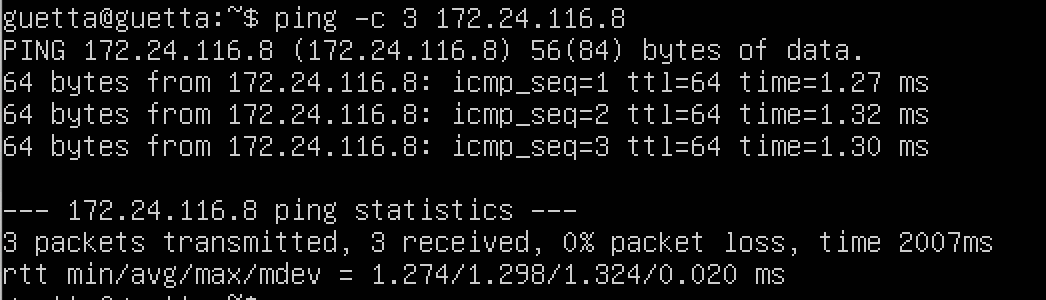 guetta@guetta:~$ ping -c 3 172.24.116.8
PING 172.24.116.8 (172.24.116.8) 56(84) bytes of data.
64 bytes from 172.24.116.8: icmp_seq=1 ttl=64 time=1.27 ms
64 bytes from 172.24.116.8: icmp_seq=2 ttl=64 time=1.32 ms
64 bytes from 172.24.116.8: icmp_seq=3 ttl=64 time=1.30 ms

--- 172.24.116.8 ping statistics ---
3 packets transmitted, 3 received, 0% packet loss, time 2007ms
rtt min/avg/max/mdev = 1.274/1.298/1.324/0.020 ms